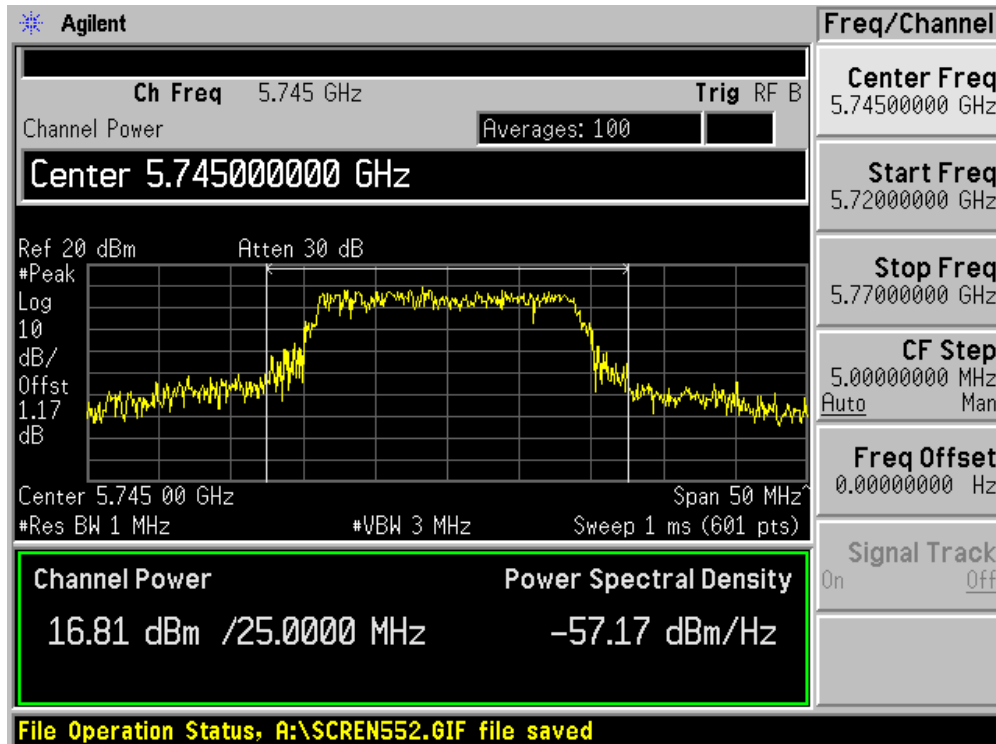 Agilent
Freq/Channel
Ch Freq 5.745 GHz Trig RF B
Channel Power Averages: 100
Center 5.745000000 GHz
Ref 20 dBm Atten 30 dB
#Peak
Log
10
dB/
Offst
1.17
dB
Center 5.745 00 GHz Span 50 MHz^
#Res BW 1 MHz #VBW 3 MHz Sweep 1 ms (601 pts)
Channel Power Power Spectral Density
16.81 dBm /25.0000 MHz -57.17 dBm/Hz
File Operation Status, A:\SCREN552.GIF file saved
Center Freq
5.74500000 GHz
Start Freq
5.72000000 GHz
Stop Freq
5.77000000 GHz
CF Step
5.00000000 MHz
Auto Man
Freq Offset
0.00000000 Hz
Signal Track
On Off